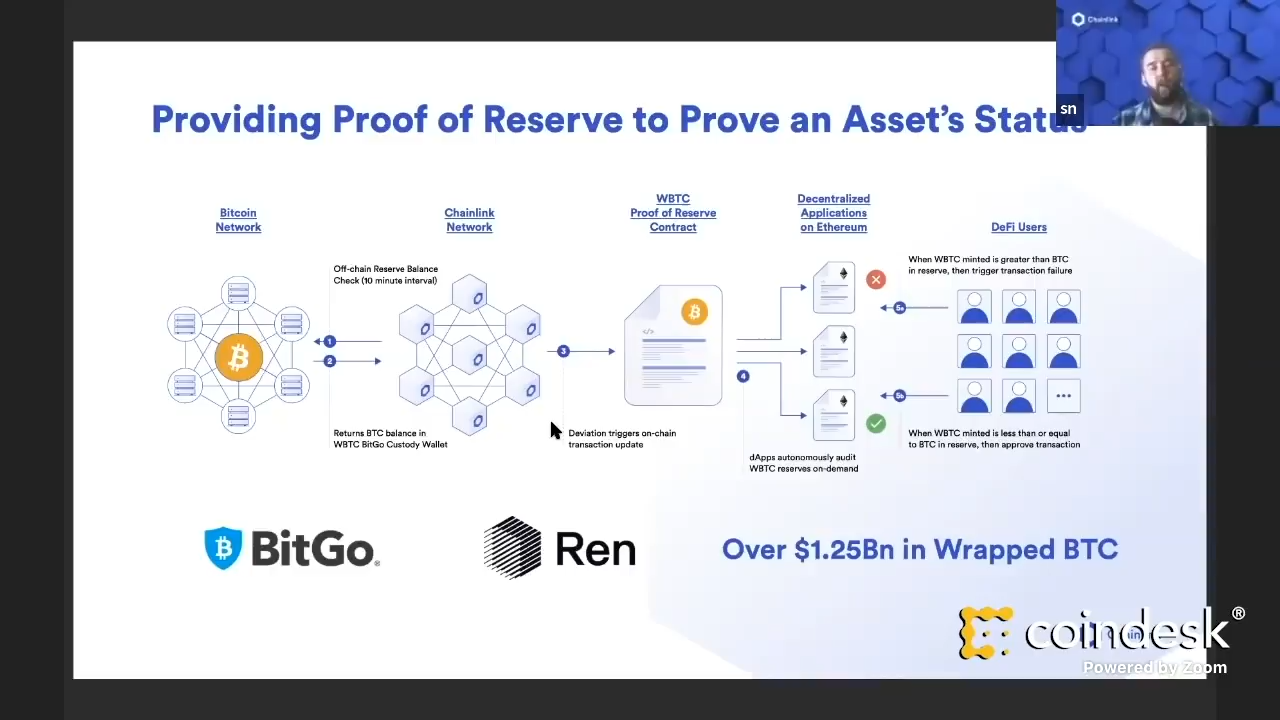 Chainlink
sn
Providing Proof of Reserve to Prove an Asset's Status
Bitcoin
Network
Chainlink
Network
WBTC
Proof of Reserve
Contract
Decentralized
Applications
on Ethereum
DeFi Users
Off-chain Reserve Balance
Check (10 minute interval)
1
2
Returns BTC balance in
WBTC BitGo Custody Wallet
3
Deviation triggers on-chain
transaction update
</>
4
dApps autonomously audit
WBTC reserves on-demand
When WBTC minted is greater than BTC
in reserve, then trigger transaction failure
5a
5b
When WBTC minted is less than or equal
to BTC in reserve, then approve transaction
BitGo®
Ren
Over $1.25Bn in Wrapped BTC
coindesk®
Powered by Zoom